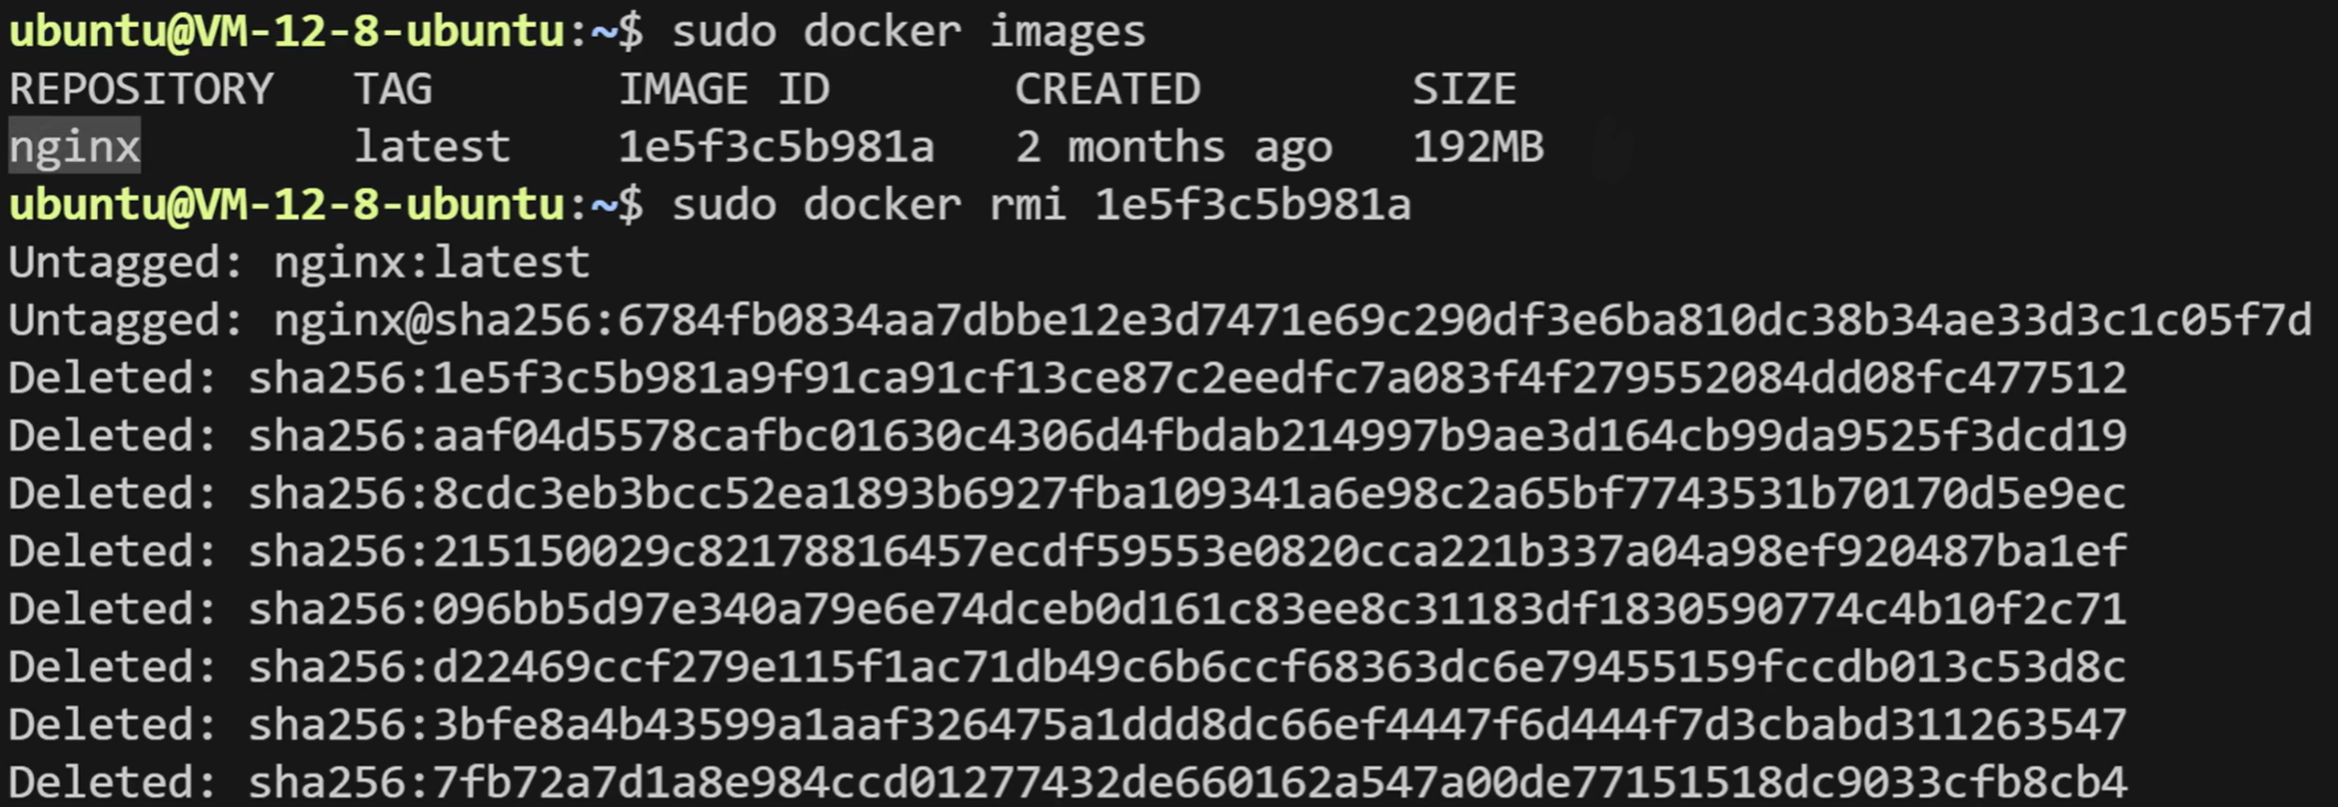 ubuntu@VM-12-8-ubuntu:~$ sudo docker images
REPOSITORY TAG IMAGE ID CREATED SIZE
nginx latest 1e5f3c5b981a 2 months ago 192MB
ubuntu@VM-12-8-ubuntu:~$ sudo docker rmi 1e5f3c5b981a
Untagged: nginx:latest
Untagged: nginx@sha256:6784fb0834aa7dbbe12e3d7471e69c290df3e6ba810dc38b34ae33d3c1c05f7d
Deleted: sha256:1e5f3c5b981a9f91ca91cf13ce87c2eedfc7a083f4f279552084dd08fc477512
Deleted: sha256:aaf04d5578cafbc01630c4306d4fbdab214997b9ae3d164cb99da9525f3dcd19
Deleted: sha256:8cdc3eb3bcc52ea1893b6927fba109341a6e98c2a65bf7743531b70170d5e9ec
Deleted: sha256:215150029c82178816457ecdf59553e0820cca221b337a04a98ef920487ba1ef
Deleted: sha256:096bb5d97e340a79e6e74dceb0d161c83ee8c31183df1830590774c4b10f2c71
Deleted: sha256:d22469ccf279e115f1ac71db49c6b6ccf68363dc6e79455159fccdb013c53d8c
Deleted: sha256:3bfe8a4b43599a1aaf326475a1ddd8dc66ef4447f6d444f7d3cbabd311263547
Deleted: sha256:7fb72a7d1a8e984ccd01277432de660162a547a00de77151518dc9033cfb8cb4